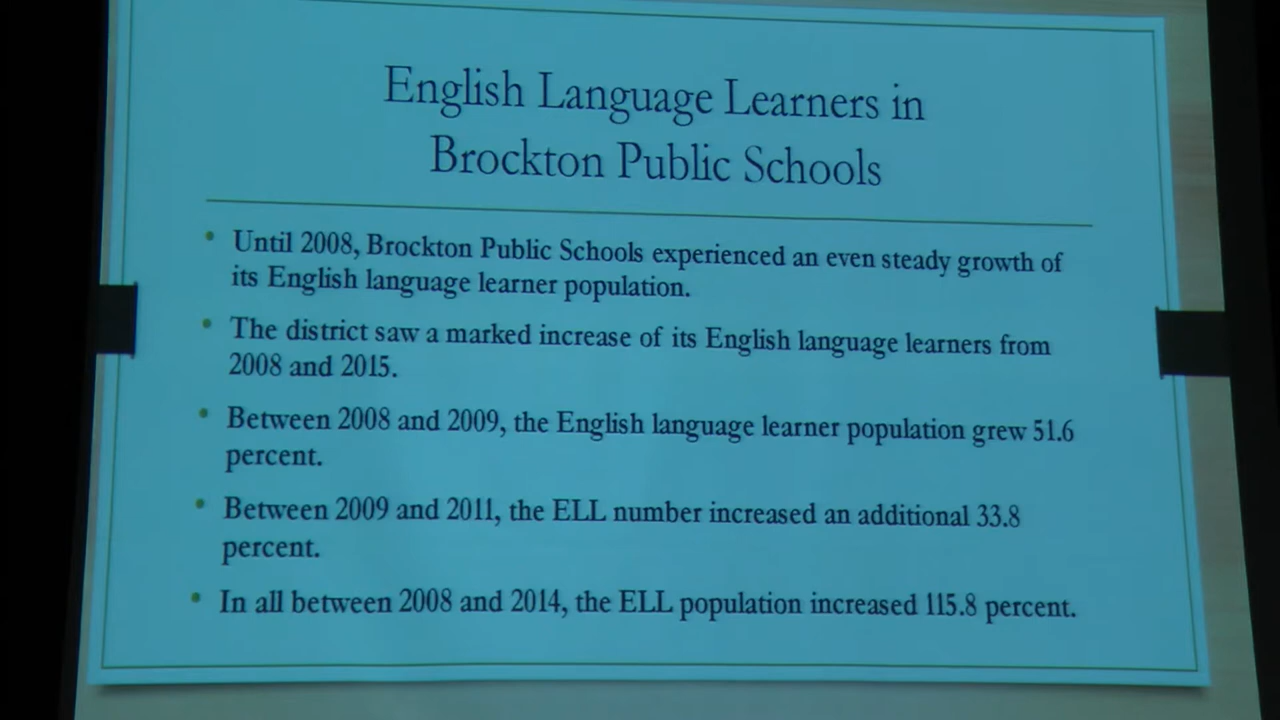 English Language Learners in
Brockton Public Schools
• Until 2008, Brockton Public Schools experienced an even steady growth of
its English language learner population.
• The district saw a marked increase of its English language learners from
2008 and 2015.
• Between 2008 and 2009, the English language learner population grew 51.6
percent.
• Between 2009 and 2011, the ELL number increased an additional 33.8
percent.
• In all between 2008 and 2014, the ELL population increased 115.8 percent.